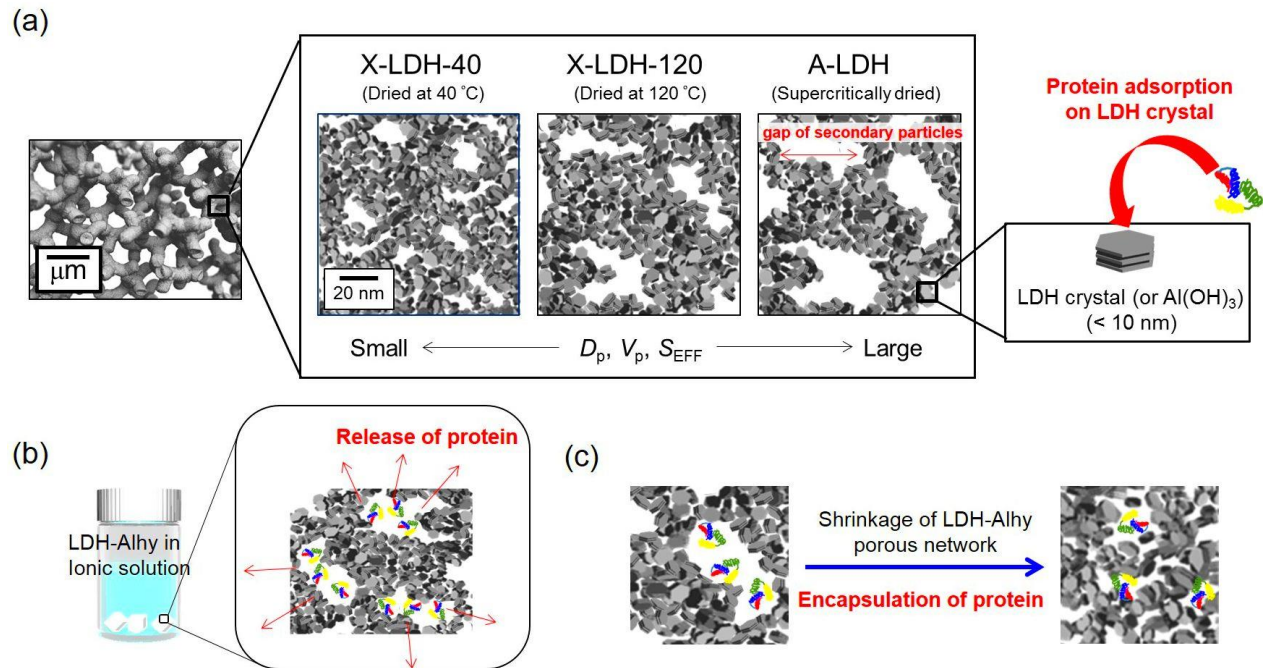 (a)
X-LDH-40
(Dried at 40 °C)
X-LDH-120
(Dried at 120 °C)
A-LDH
(Supercritically dried)
gap of secondary particles
μm
20 nm
Small
Dp, Vp, SEFF
Large
Protein adsorption
on LDH crystal
LDH crystal (or Al(OH)3)
(< 10 nm)
(b)
LDH-Alhy in
Ionic solution
Release of protein
(c)
Shrinkage of LDH-Alhy
porous network
Encapsulation of protein